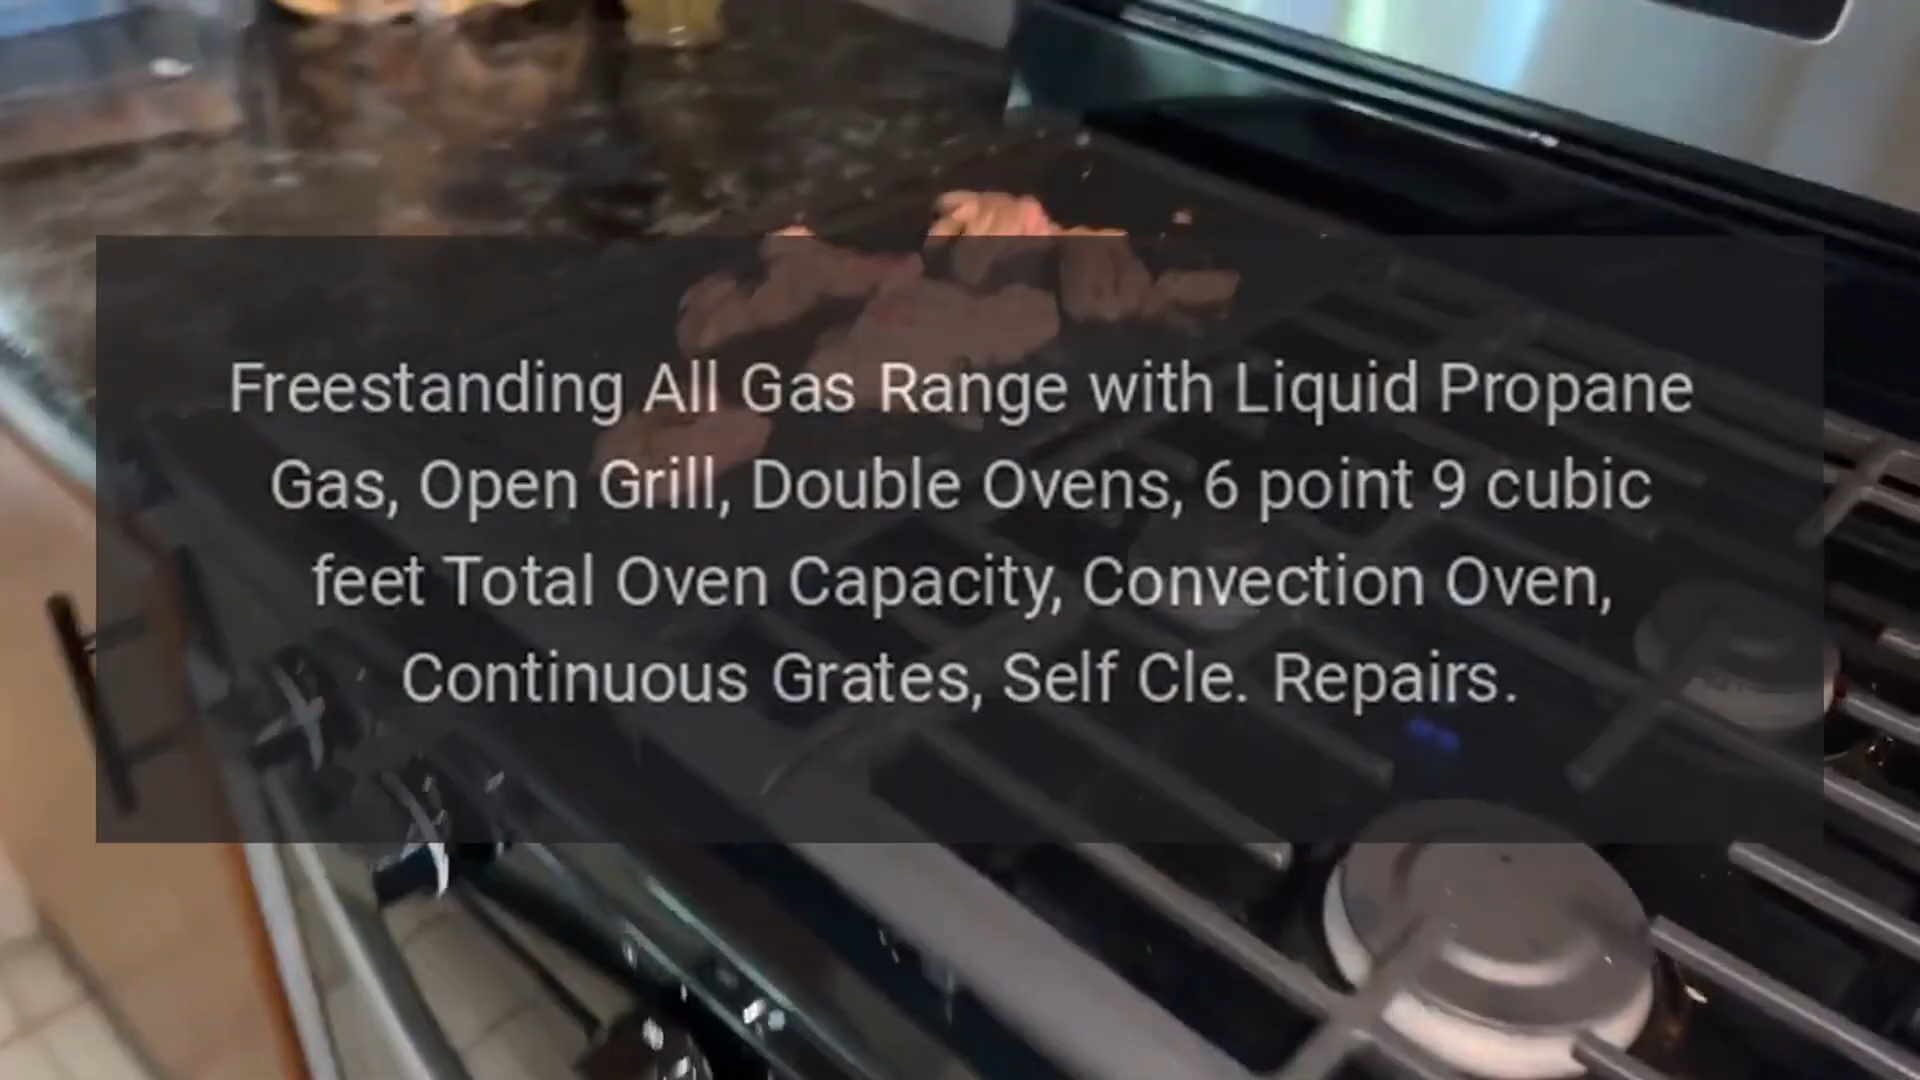 Freestanding All Gas Range with Liquid Propane
Gas, Open Grill, Double Ovens, 6 point 9 cubic
feet Total Oven Capacity, Convection Oven,
Continuous Grates, Self Cle. Repairs.